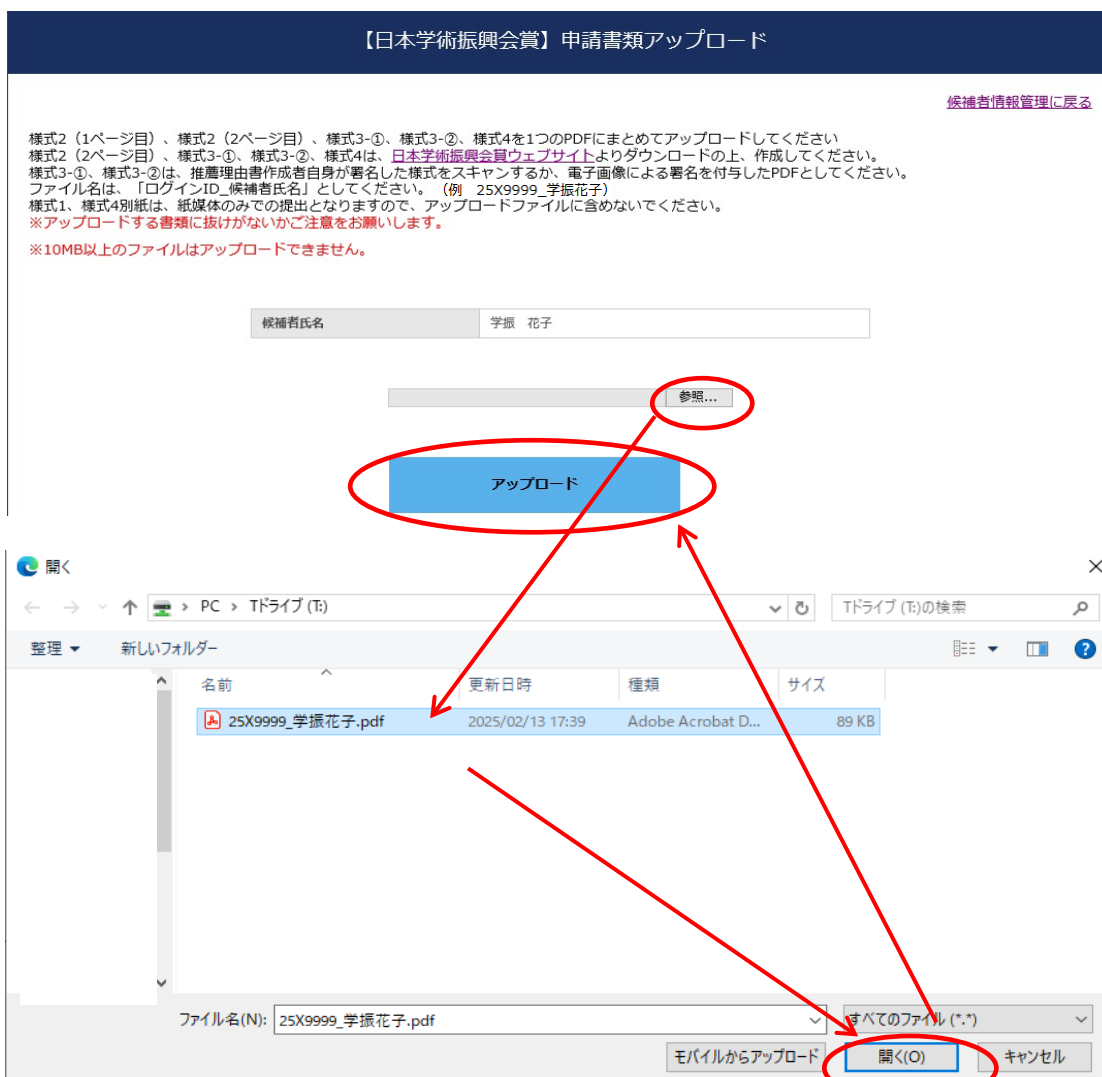 【日本学術振興会賞】申請書類アップロード
候補者情報管理に戻る
様式2（1ページ目）、様式2（2ページ目）、様式3-①、様式3-②、様式4を1つのPDFにまとめてアップロードしてください
様式2（2ページ目）、様式3-①、様式3-②、様式4は、日本学術振興会賞ウェブサイトよりダウンロードの上、作成してください。
様式3-①、様式3-②は、推薦理由書作成者自身が署名した様式をスキャンするか、電子画像による署名を付与したPDFとしてください。
ファイル名は、「ログインID_候補者氏名」としてください。（例 25X9999_学振花子）
様式1、様式4別紙は、紙媒体のみでの提出となりますので、アップロードファイルに含めないでください。
※アップロードする書類に抜けがないかご注意をお願いします。
※10MB以上のファイルはアップロードできません。
候補者氏名 学振 花子
参照...
アップロード
開く
PC › Tドライブ (T:) Tドライブ (T:)の検索
整理 新しいフォルダー
名前 更新日時 種類 サイズ
25X9999_学振花子.pdf 2025/02/13 17:39 Adobe Acrobat D... 89 KB
ファイル名(N): 25X9999_学振花子.pdf すべてのファイル (*.*)
モバイルからアップロード 開く(O) キャンセル